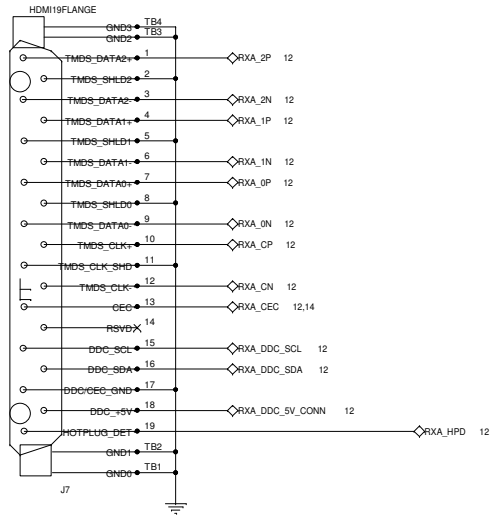 HDMI19FLANGE
GND3 TB4
GND2 TB3
TMDS_DATA2+ 1 RXA_2P 12
TMDS_SHLD2 2
TMDS_DATA2- 3 RXA_2N 12
TMDS_DATA1+ 4 RXA_1P 12
TMDS_SHLD1 5
TMDS_DATA1- 6 RXA_1N 12
TMDS_DATA0+ 7 RXA_0P 12
TMDS_SHLD0 8
TMDS_DATA0- 9 RXA_0N 12
TMDS_CLK+ 10 RXA_CP 12
TMDS_CLK_SHD 11
TMDS_CLK- 12 RXA_CN 12
CEC 13 RXA_CEC 12,14
RSVD 14
DDC_SCL 15 RXA_DDC_SCL 12
DDC_SDA 16 RXA_DDC_SDA 12
DDC/CEC_GND 17
DDC_+5V 18 RXA_DDC_5V_CONN 12
HOTPLUG_DET 19 RXA_HPD 12
GND1 TB2
GND0 TB1
J7